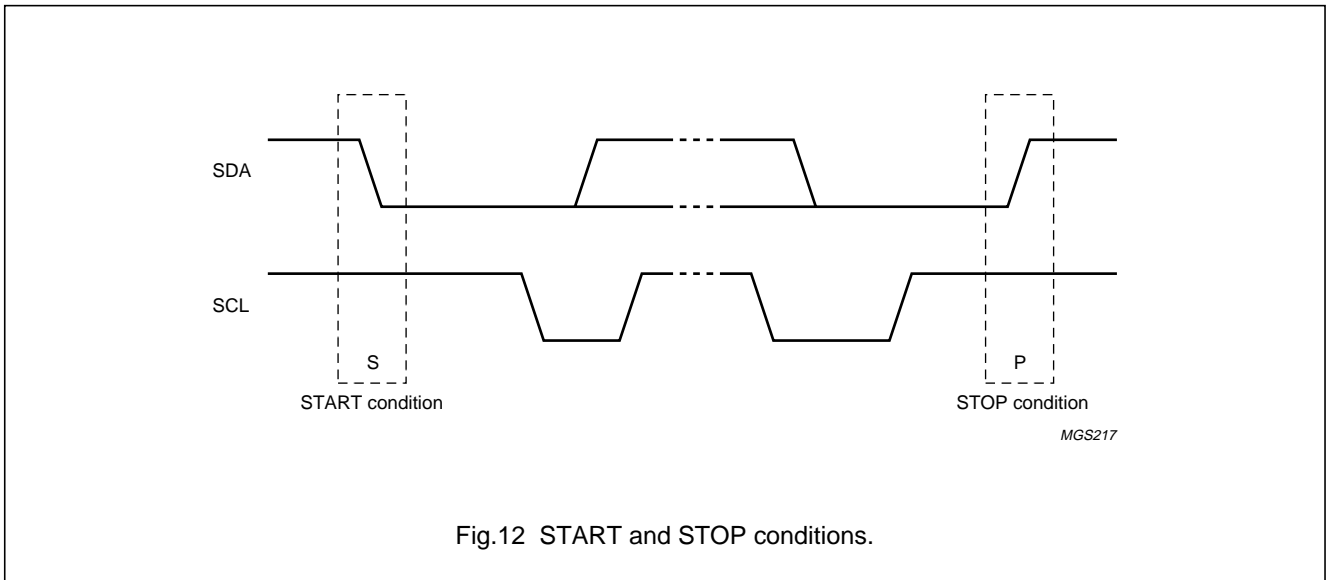 SDA
SCL
S
P
START condition
STOP condition
MGS217
Fig.12 START and STOP conditions.